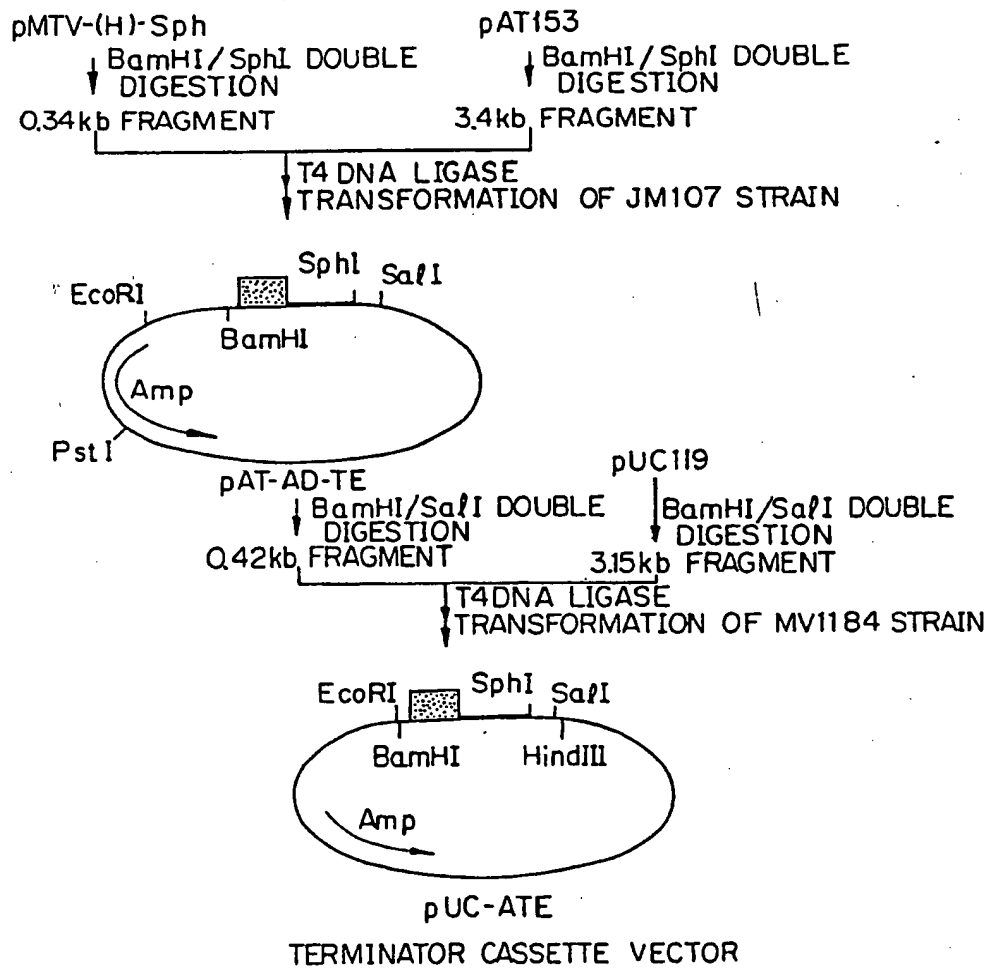 pMTV-(H)-Sph
pAT153
BamHI/SphI DOUBLE
DIGESTION
BamHI/SphI DOUBLE
DIGESTION
0.34kb FRAGMENT
3.4kb FRAGMENT
T4 DNA LIGASE
TRANSFORMATION OF JM107 STRAIN
EcoRI
SphI
SalI
BamHI
Amp
PstI
pAT-AD-TE
pUC119
BamHI/SalI DOUBLE
DIGESTION
BamHI/SalI DOUBLE
DIGESTION
0.42kb FRAGMENT
3.15kb FRAGMENT
T4DNA LIGASE
TRANSFORMATION OF MV1184 STRAIN
EcoRI
SphI
SalI
BamHI
HindIII
Amp
pUC-ATE
TERMINATOR CASSETTE VECTOR